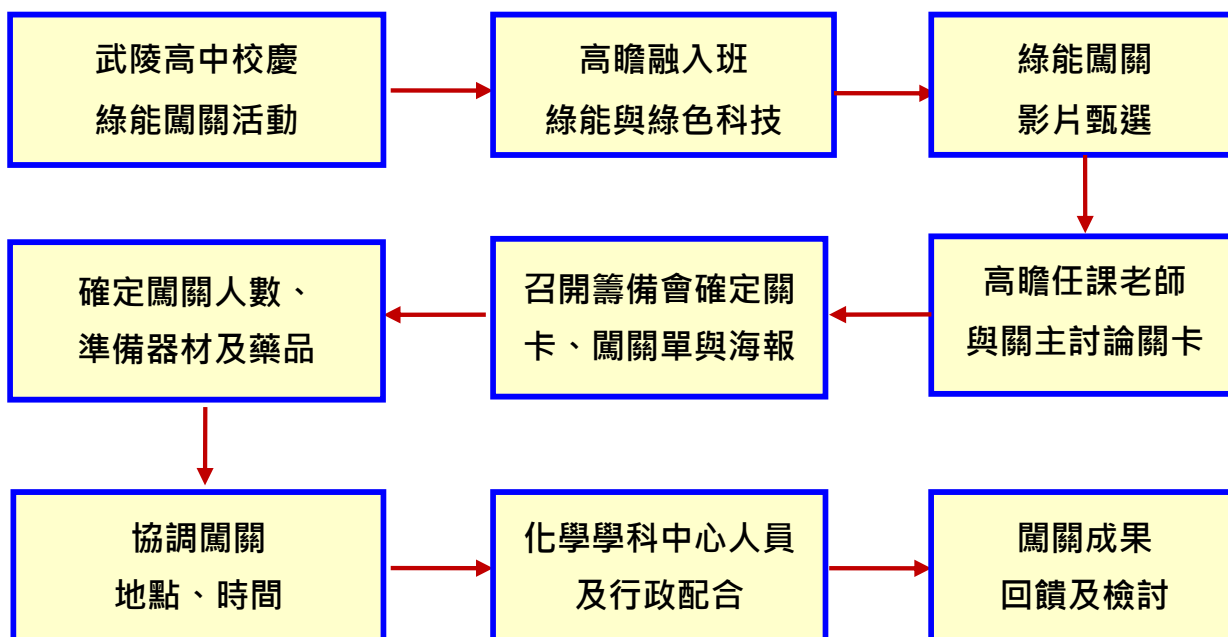 武陵高中校慶
綠能闖關活動
高瞻融入班
綠能與綠色科技
綠能闖關
影片甄選
高瞻任課老師
與關主討論關卡
召開籌備會確定關
卡、闖關單與海報
確定闖關人數、
準備器材及藥品
協調闖關
地點、時間
化學學科中心人員
及行政配合
闖關成果
回饋及檢討